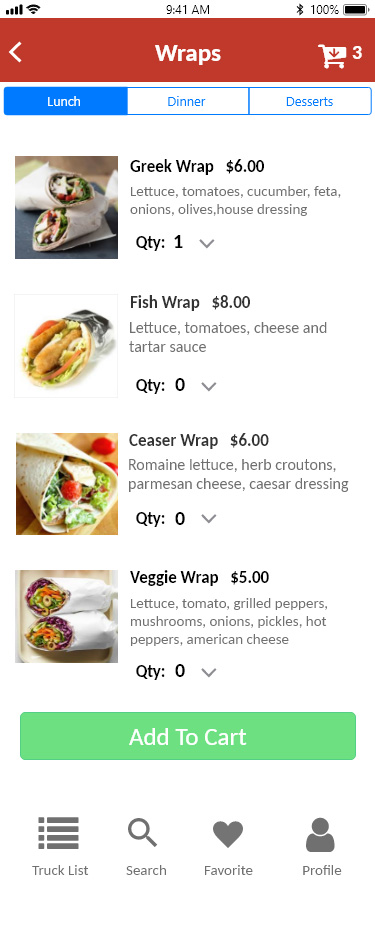 9:41 AM 100%
Wraps 3
Lunch Dinner Desserts
Greek Wrap $6.00
Lettuce, tomatoes, cucumber, feta,
onions, olives,house dressing
Qty: 1
Fish Wrap $8.00
Lettuce, tomatoes, cheese and
tartar sauce
Qty: 0
Ceaser Wrap $6.00
Romaine lettuce, herb croutons,
parmesan cheese, caesar dressing
Qty: 0
Veggie Wrap $5.00
Lettuce, tomato, grilled peppers,
mushrooms, onions, pickles, hot
peppers, american cheese
Qty: 0
Add To Cart
Truck List Search Favorite Profile